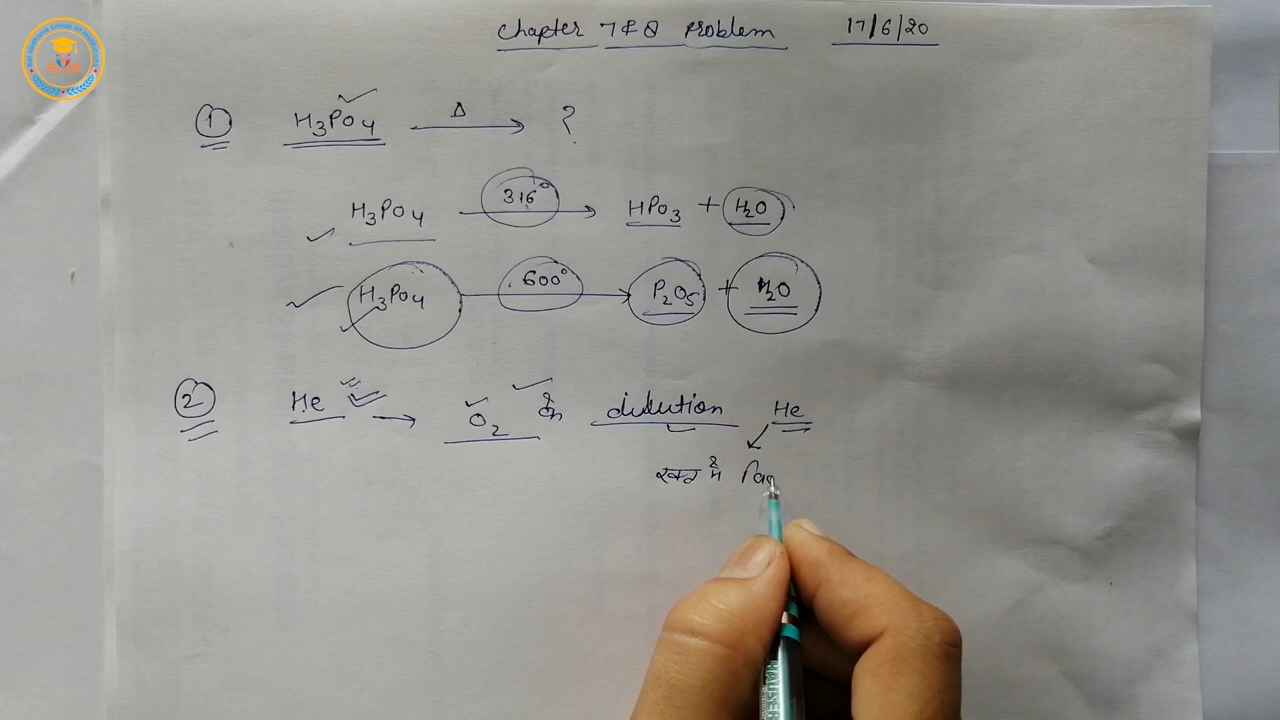 Chapter 7 & 8 Problem 17/6/20
① H₃PO₄ —Δ→ ?
H₃PO₄ —316°→ HPO₃ + H₂O
H₃PO₄ —600°→ P₂O₅ + H₂O
② He → O₂ के dilution He
रक्त में